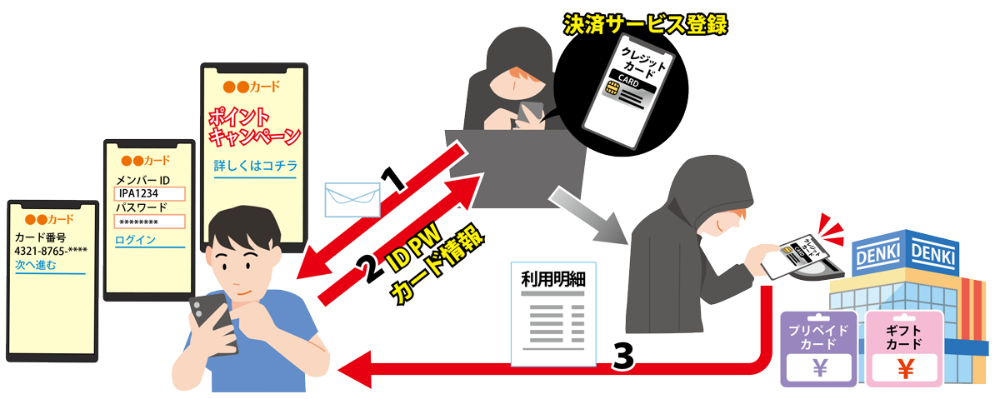 決済サービス登録
クレジット
カード
CARD
●●カード
ポイント
キャンペーン
詳しくはコチラ
●●カード
メンバー ID
IPA1234
パスワード
********
ログイン
●●カード
カード番号
4321-8765-****
次へ進む
1
2
ID PW
カード情報
クレジット
カード
CARD
DENKI
DENKI
利用明細
3
プリペイド
カード
¥
ギフト
カード
¥